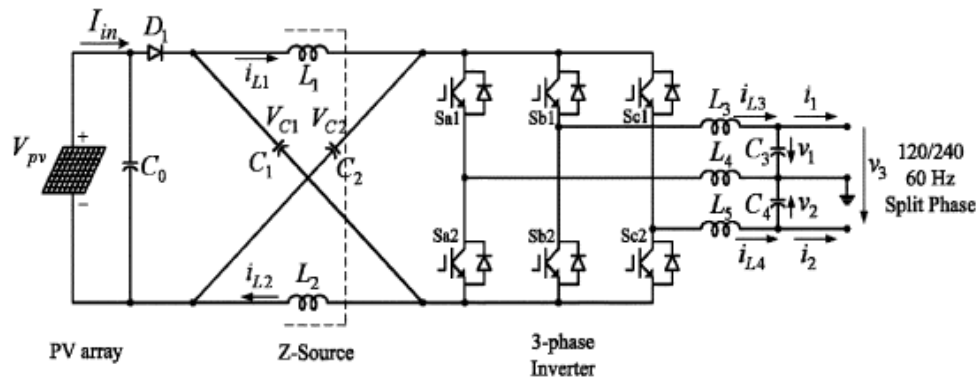 I_in
D_1
i_L1
L_1
V_C1
V_C2
C_1
C_2
V_pv
+
−
C_0
i_L2
L_2
Sa1
Sb1
Sc1
Sa2
Sb2
Sc2
L_3
i_L3
i_1
C_3
v_1
L_4
C_4
v_2
L_5
i_L4
i_2
v_3
120/240
60 Hz
Split Phase
PV array
Z-Source
3-phase
Inverter